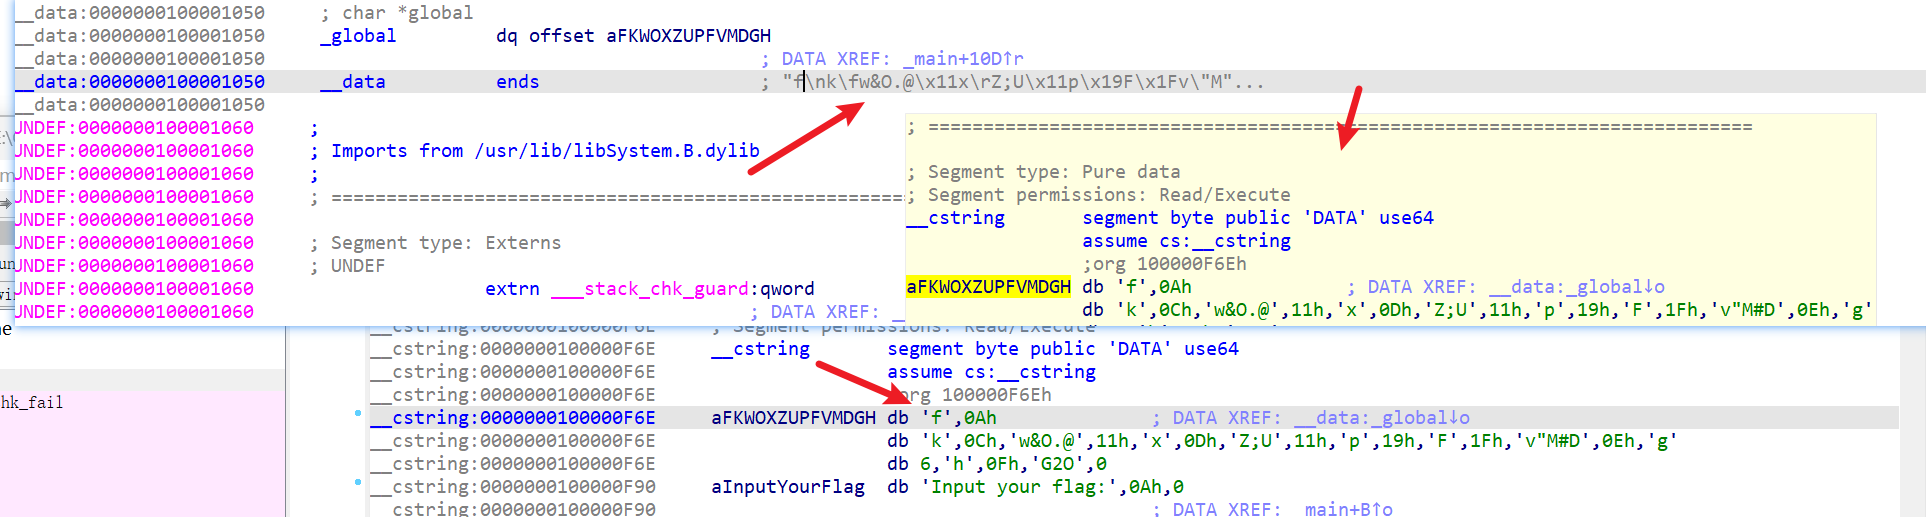 __data:0000000100001050 ; char *global
__data:0000000100001050 _global dq offset aFKWOXZUPFVMDGH
__data:0000000100001050 ; DATA XREF: _main+10D↑r
__data:0000000100001050 __data ends ; "f\nk\fw&O.@\x11x\rZ;U\x11p\x19F\x1Fv\"M"...
__data:0000000100001050
UNDEF:0000000100001060 ;
UNDEF:0000000100001060 ; Imports from /usr/lib/libSystem.B.dylib
UNDEF:0000000100001060 ;
UNDEF:0000000100001060 ; ==========
UNDEF:0000000100001060
UNDEF:0000000100001060 ; Segment type: Externs
UNDEF:0000000100001060 ; UNDEF
UNDEF:0000000100001060 extrn ___stack_chk_guard:qword
UNDEF:0000000100001060 ; DATA XREF: __
; ==========
; Segment type: Pure data
; Segment permissions: Read/Execute
__cstring segment byte public 'DATA' use64
assume cs:__cstring
;org 100000F6Eh
aFKWOXZUPFVMDGH db 'f',0Ah ; DATA XREF: __data:_global↓o
db 'k',0Ch,'w&O.@',11h,'x',0Dh,'Z;U',11h,'p',19h,'F',1Fh,'v"M#D',0Eh,'g'
hk_fail
__cstring:0000000100000F6E ; Segment permissions: Read/Execute
__cstring:0000000100000F6E __cstring segment byte public 'DATA' use64
__cstring:0000000100000F6E assume cs:__cstring
__cstring:0000000100000F6E org 100000F6Eh
__cstring:0000000100000F6E aFKWOXZUPFVMDGH db 'f',0Ah ; DATA XREF: __data:_global↓o
__cstring:0000000100000F6E db 'k',0Ch,'w&O.@',11h,'x',0Dh,'Z;U',11h,'p',19h,'F',1Fh,'v"M#D',0Eh,'g'
__cstring:0000000100000F6E db 6,'h',0Fh,'G2O',0
__cstring:0000000100000F90 aInputYourFlag db 'Input your flag:',0Ah,0
__cstring:0000000100000F90 ; DATA XREF: _main+B↑o